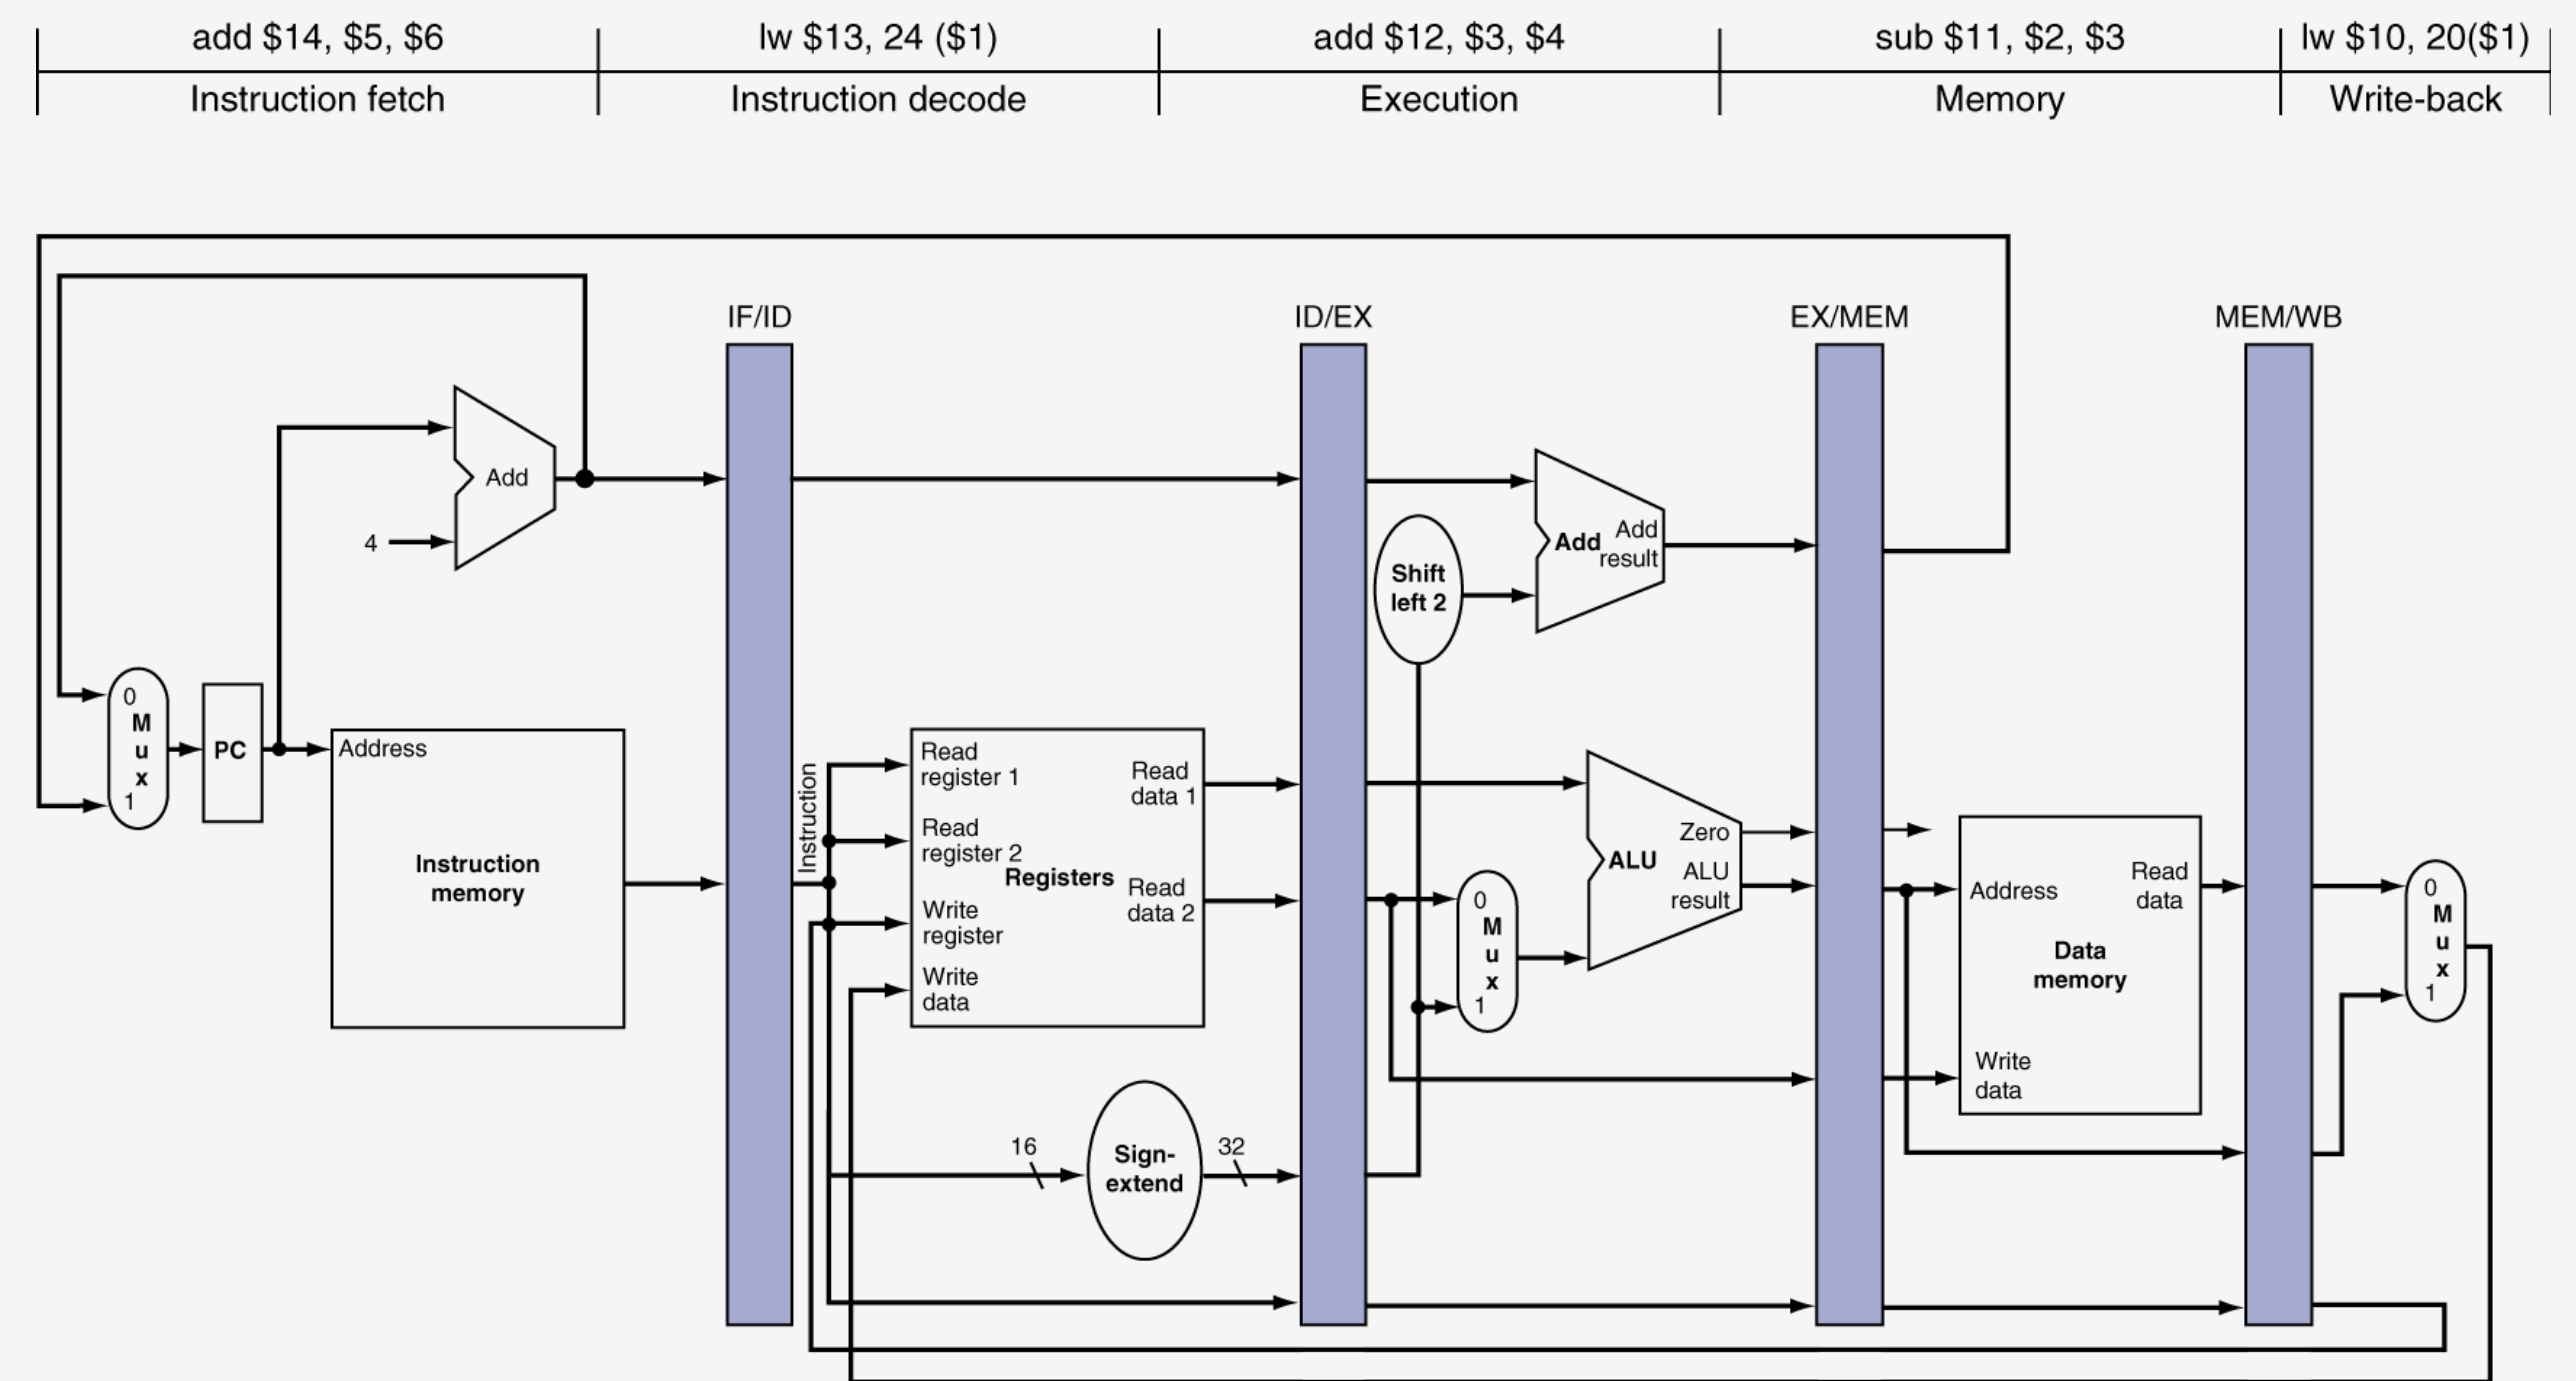 add $14, $5, $6
lw $13, 24 ($1)
add $12, $3, $4
sub $11, $2, $3
lw $10, 20($1)
Instruction fetch
Instruction decode
Execution
Memory
Write-back
IF/ID
ID/EX
EX/MEM
MEM/WB
Add
4
Add
Add
result
Shift
left 2
0
M
u
x
1
PC
Address
Instruction
memory
Instruction
Read
register 1
Read
register 2
Write
register
Write
data
Registers
Read
data 1
Read
data 2
16
Sign-
extend
32
0
M
u
x
1
ALU
Zero
ALU
result
Address
Read
data
Data
memory
Write
data
0
M
u
x
1